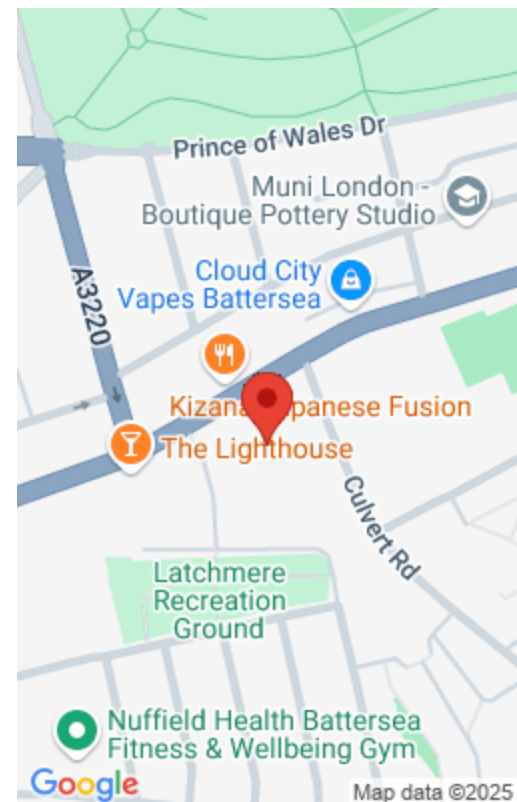 Prince of Wales Dr
Muni London -
Boutique Pottery Studio
Cloud City
Vapes Battersea
A3220
Japanese Fusion
The Lighthouse
Culvert Rd
Latchmere
Recreation
Ground
Nuffield Health Battersea
Fitness & Wellbeing Gym
Google
Map data ©2025